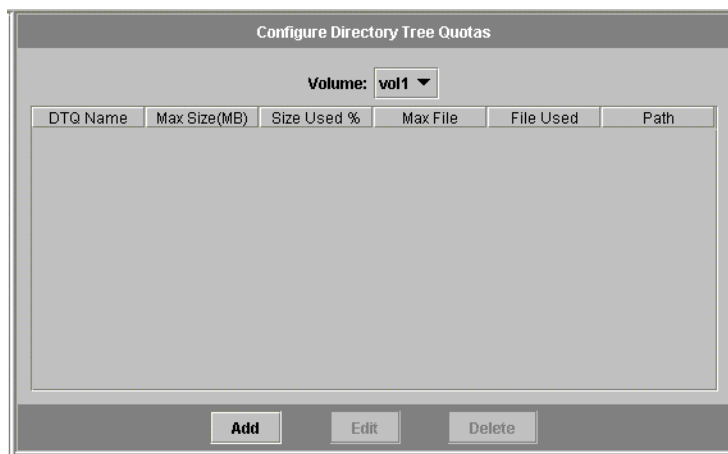 Configure Directory Tree Quotas
Volume: vol1
DTQ Name Max Size(MB) Size Used % Max File File Used Path
Add Edit Delete